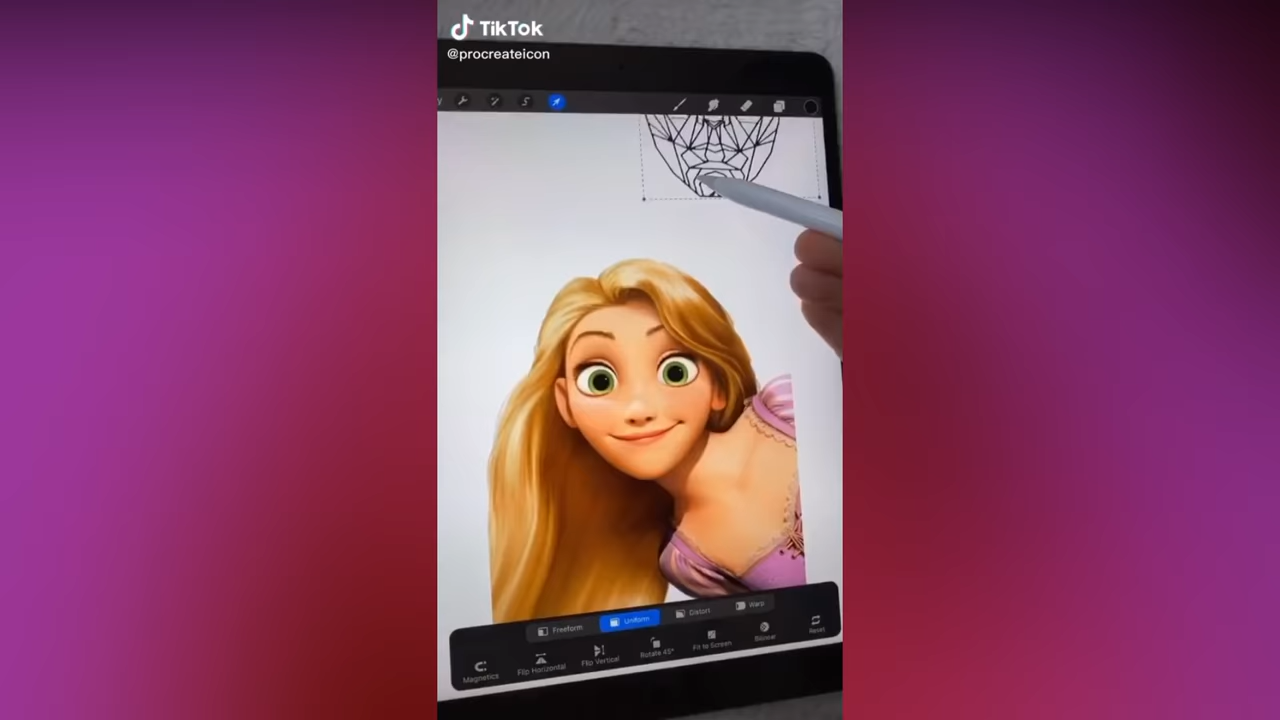 TikTok
@procreateicon
y
Freeform
Uniform
Distort
Warp
Magnetics
Flip Horizontal
Flip Vertical
Rotate 45°
Fit to Screen
Bilinear
Reset